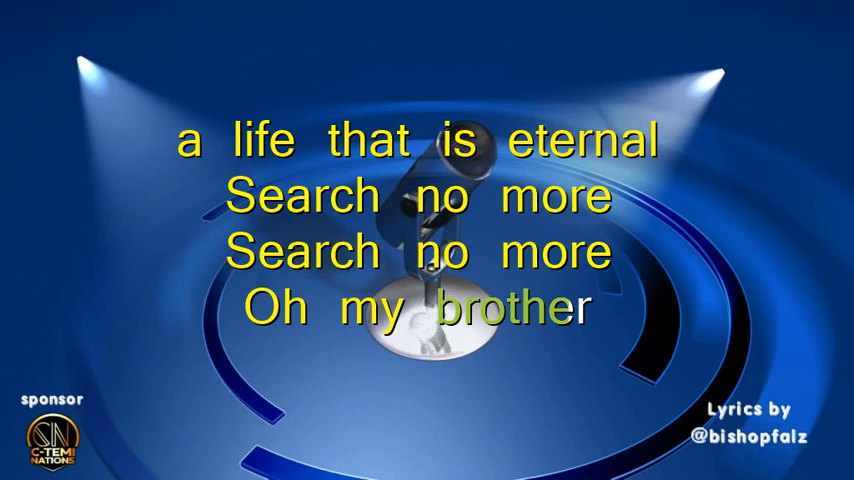 a life that is eternal
Search no more
Search no more
Oh my brother
sponsor
SN
C-TEMI
NATIONS
Lyrics by
@bishopfalz